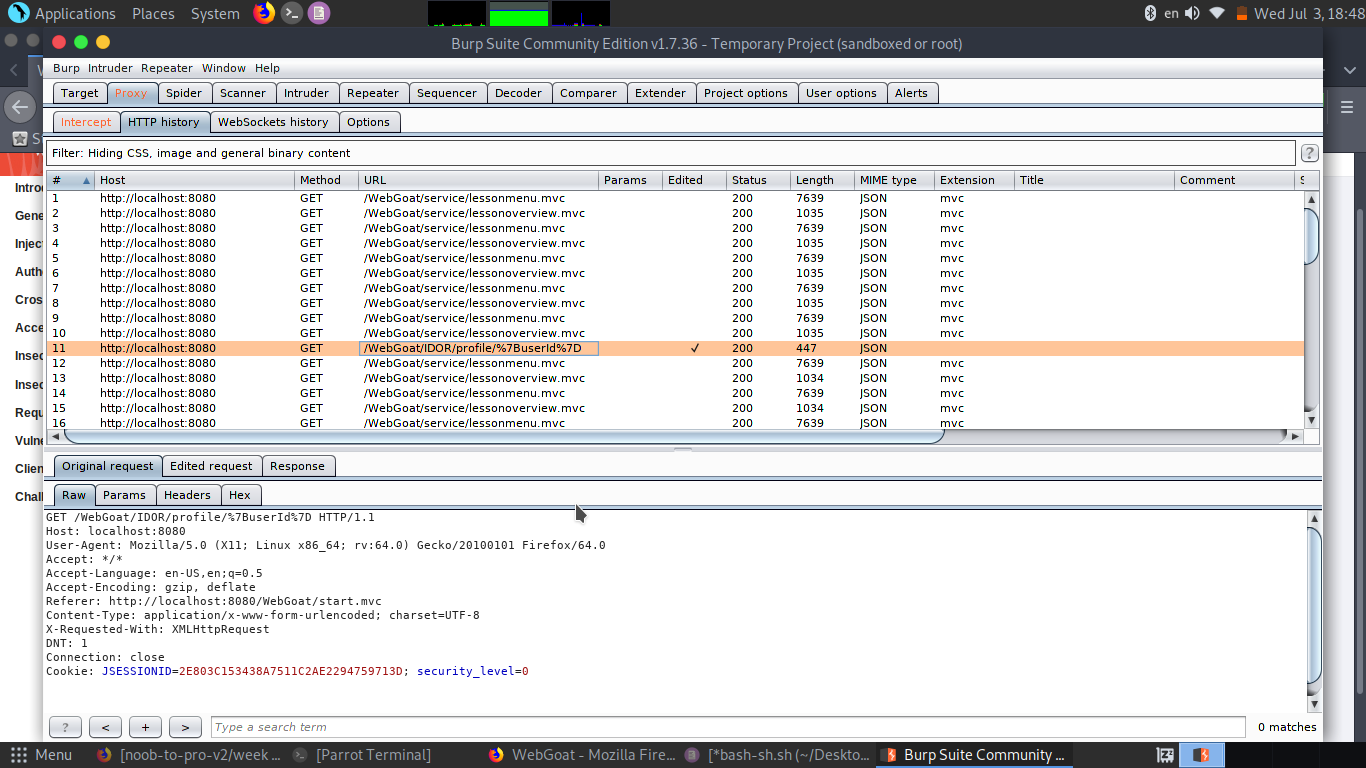 Applications Places System en Wed Jul 3, 18:48
Burp Suite Community Edition v1.7.36 - Temporary Project (sandboxed or root)
Burp Intruder Repeater Window Help
Target Proxy Spider Scanner Intruder Repeater Sequencer Decoder Comparer Extender Project options User options Alerts
Intercept HTTP history WebSockets history Options
Filter: Hiding CSS, image and general binary content ?
# Host Method URL Params Edited Status Length MIME type Extension Title Comment
1 http://localhost:8080 GET /WebGoat/service/lessonmenu.mvc 200 7639 JSON mvc
2 http://localhost:8080 GET /WebGoat/service/lessonoverview.mvc 200 1035 JSON mvc
3 http://localhost:8080 GET /WebGoat/service/lessonmenu.mvc 200 7639 JSON mvc
4 http://localhost:8080 GET /WebGoat/service/lessonoverview.mvc 200 1035 JSON mvc
5 http://localhost:8080 GET /WebGoat/service/lessonmenu.mvc 200 7639 JSON mvc
6 http://localhost:8080 GET /WebGoat/service/lessonoverview.mvc 200 1035 JSON mvc
7 http://localhost:8080 GET /WebGoat/service/lessonmenu.mvc 200 7639 JSON mvc
8 http://localhost:8080 GET /WebGoat/service/lessonoverview.mvc 200 1035 JSON mvc
9 http://localhost:8080 GET /WebGoat/service/lessonmenu.mvc 200 7639 JSON mvc
10 http://localhost:8080 GET /WebGoat/service/lessonoverview.mvc 200 1035 JSON mvc
11 http://localhost:8080 GET /WebGoat/IDOR/profile/%7BuserId%7D ✓ 200 447 JSON
12 http://localhost:8080 GET /WebGoat/service/lessonmenu.mvc 200 7639 JSON mvc
13 http://localhost:8080 GET /WebGoat/service/lessonoverview.mvc 200 1034 JSON mvc
14 http://localhost:8080 GET /WebGoat/service/lessonmenu.mvc 200 7639 JSON mvc
15 http://localhost:8080 GET /WebGoat/service/lessonoverview.mvc 200 1034 JSON mvc
16 http://localhost:8080 GET /WebGoat/service/lessonmenu.mvc 200 7639 JSON mvc
Intro
Gene
Inject
Auth
Cros
Acce
Insec
Insec
Requ
Vulne
Clien
Chall
Original request Edited request Response
Raw Params Headers Hex
GET /WebGoat/IDOR/profile/%7BuserId%7D HTTP/1.1
Host: localhost:8080
User-Agent: Mozilla/5.0 (X11; Linux x86_64; rv:64.0) Gecko/20100101 Firefox/64.0
Accept: */*
Accept-Language: en-US,en;q=0.5
Accept-Encoding: gzip, deflate
Referer: http://localhost:8080/WebGoat/start.mvc
Content-Type: application/x-www-form-urlencoded; charset=UTF-8
X-Requested-With: XMLHttpRequest
DNT: 1
Connection: close
Cookie: JSESSIONID=2E803C153438A7511C2AE2294759713D; security_level=0
? < + > Type a search term 0 matches
Menu [noob-to-pro-v2/week ... [Parrot Terminal] WebGoat - Mozilla Fire... [*bash-sh.sh (~/Deskto... Burp Suite Community ...